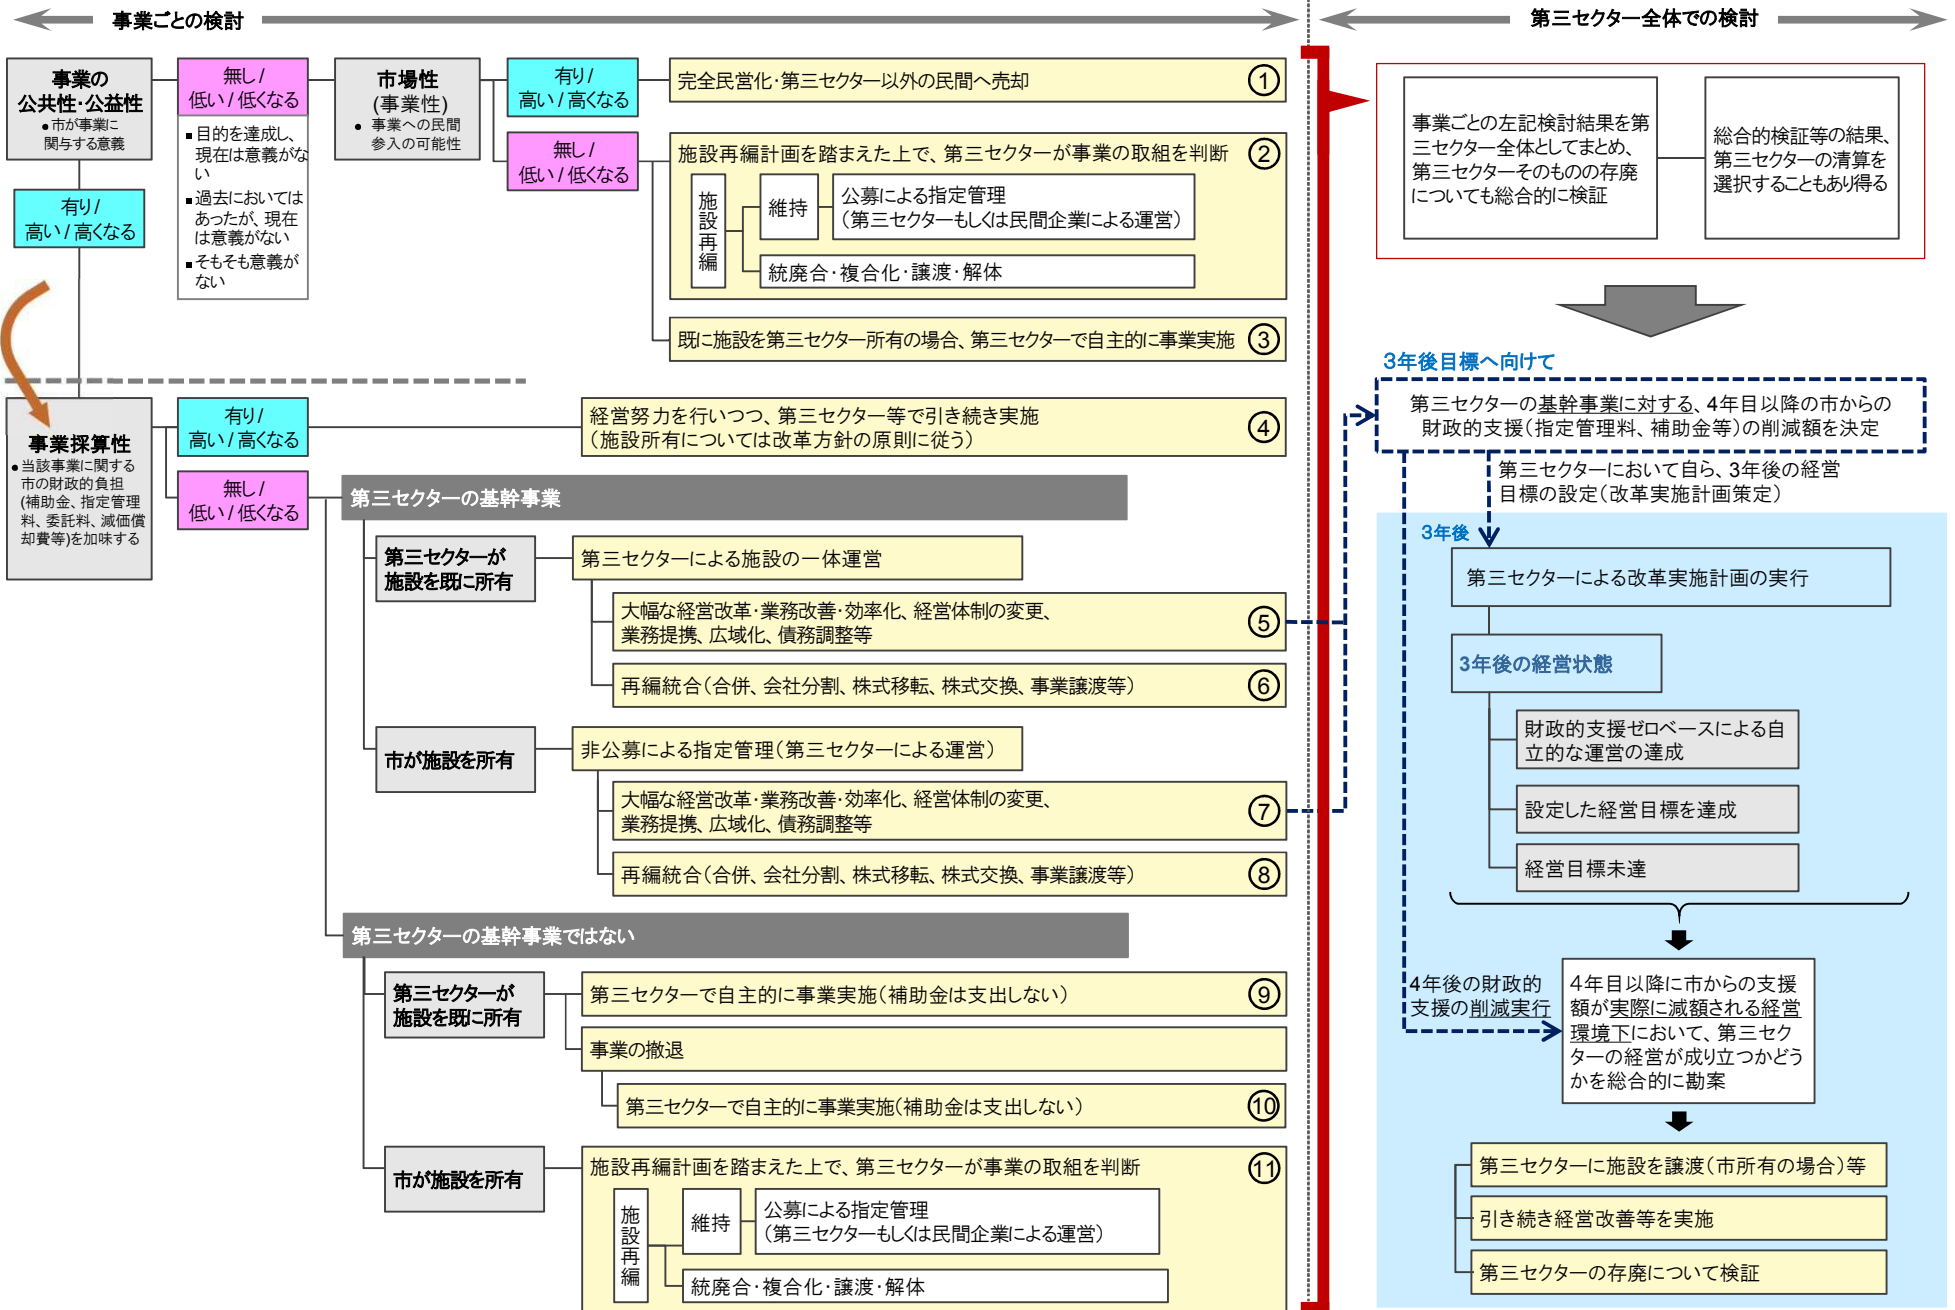 事業ごとの検討
第三セクター全体での検討
事業の
公共性・公益性
●市が事業に
関与する意義
無し/
低い/低くなる
■目的を達成し、
現在は意義がな
い
■過去においては
あったが、現在
は意義がない
■そもそも意義が
ない
有り/
高い/高くなる
市場性
(事業性)
● 事業への民間
参入の可能性
有り/
高い/高くなる
無し/
低い/低くなる
完全民営化・第三セクター以外の民間へ売却 ①
施設再編計画を踏まえた上で、第三セクターが事業の取組を判断 ②
施設再編
維持
公募による指定管理
(第三セクターもしくは民間企業による運営)
統廃合・複合化・譲渡・解体
既に施設を第三セクター所有の場合、第三セクターで自主的に事業実施 ③
事業採算性
●当該事業に関する
市の財政的負担
(補助金、指定管理
料、委託料、減価償
却費等)を加味する
有り/
高い/高くなる
無し/
低い/低くなる
経営努力を行いつつ、第三セクター等で引き続き実施
(施設所有については改革方針の原則に従う) ④
第三セクターの基幹事業
第三セクターが
施設を既に所有
第三セクターによる施設の一体運営
大幅な経営改革・業務改善・効率化、経営体制の変更、
業務提携、広域化、債務調整等 ⑤
再編統合(合併、会社分割、株式移転、株式交換、事業譲渡等) ⑥
市が施設を所有
非公募による指定管理(第三セクターによる運営)
大幅な経営改革・業務改善・効率化、経営体制の変更、
業務提携、広域化、債務調整等 ⑦
再編統合(合併、会社分割、株式移転、株式交換、事業譲渡等) ⑧
第三セクターの基幹事業ではない
第三セクターが
施設を既に所有
第三セクターで自主的に事業実施(補助金は支出しない) ⑨
事業の撤退
第三セクターで自主的に事業実施(補助金は支出しない) ⑩
市が施設を所有
施設再編計画を踏まえた上で、第三セクターが事業の取組を判断 ⑪
施設再編
維持
公募による指定管理
(第三セクターもしくは民間企業による運営)
統廃合・複合化・譲渡・解体
事業ごとの左記検討結果を第
三セクター全体としてまとめ、
第三セクターそのものの存廃
についても総合的に検証
総合的検証等の結果、
第三セクターの清算を
選択することもあり得る
3年後目標へ向けて
第三セクターの基幹事業に対する、4年目以降の市からの
財政的支援(指定管理料、補助金等)の削減額を決定
第三セクターにおいて自ら、3年後の経営
目標の設定(改革実施計画策定)
3年後
第三セクターによる改革実施計画の実行
3年後の経営状態
財政的支援ゼロベースによる自
立的な運営の達成
設定した経営目標を達成
経営目標未達
4年後の財政的
支援の削減実行
4年目以降に市からの支援
額が実際に減額される経営
環境下において、第三セク
ターの経営が成り立つかどう
かを総合的に勘案
第三セクターに施設を譲渡(市所有の場合)等
引き続き経営改善等を実施
第三セクターの存廃について検証